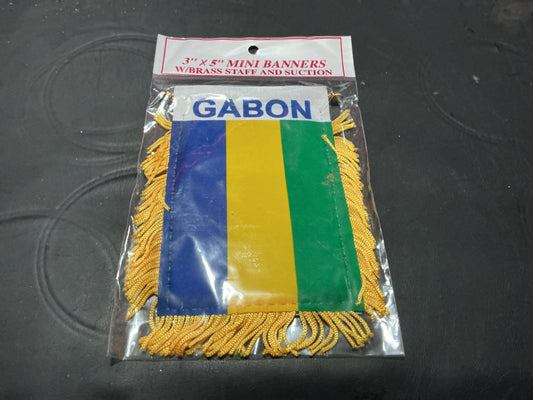 3" X 5" MINI BANNERS
W/BRASS STAFF AND SUCTION
GABON